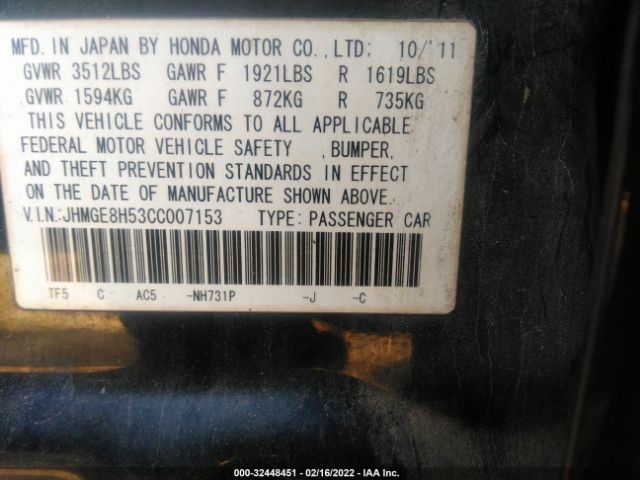 MFD. IN JAPAN BY HONDA MOTOR CO., LTD: 10/'11
GVWR 3512LBS GAWR F 1921LBS R 1619LBS
GVWR 1594KG GAWR F 872KG R 735KG
THIS VEHICLE CONFORMS TO ALL APPLICABLE
FEDERAL MOTOR VEHICLE SAFETY , BUMPER,
AND THEFT PREVENTION STANDARDS IN EFFECT
ON THE DATE OF MANUFACTURE SHOWN ABOVE.
V.I.N.:JHMGE8H53CC007153 TYPE: PASSENGER CAR
TF5 C AC5 -NH731P -J -C
000-32448451 - 02/16/2022 - IAA Inc.